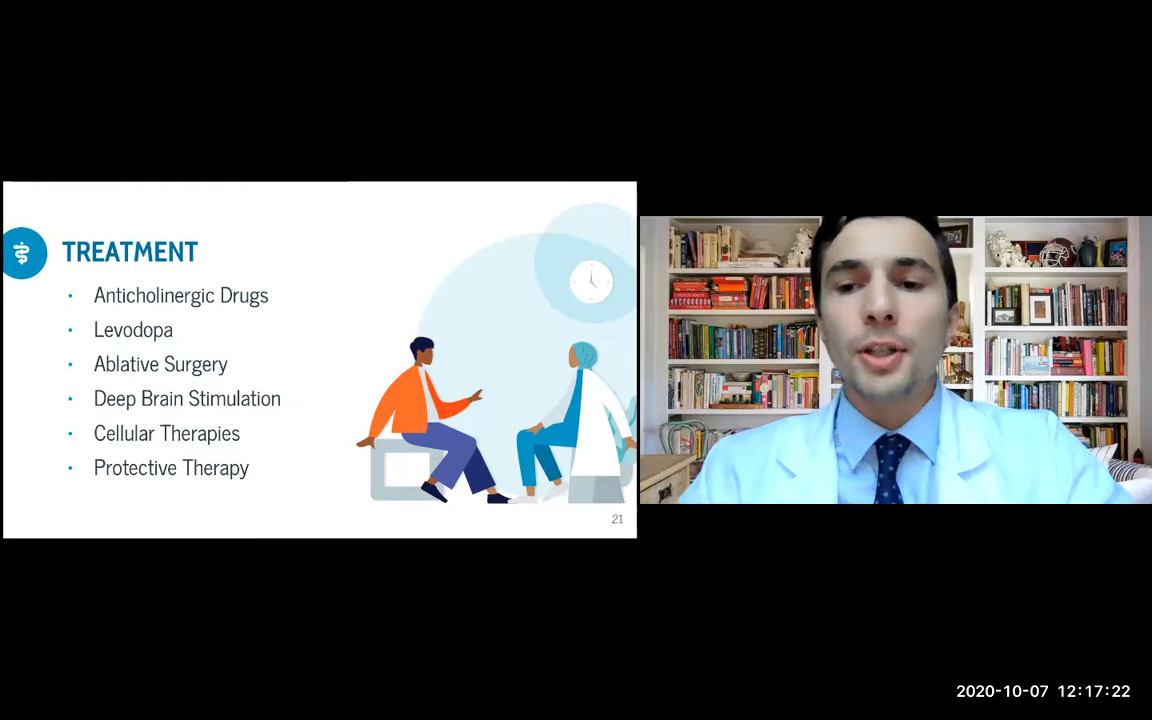 TREATMENT
Anticholinergic Drugs
Levodopa
Ablative Surgery
Deep Brain Stimulation
Cellular Therapies
Protective Therapy
21
2020-10-07 12:17:22